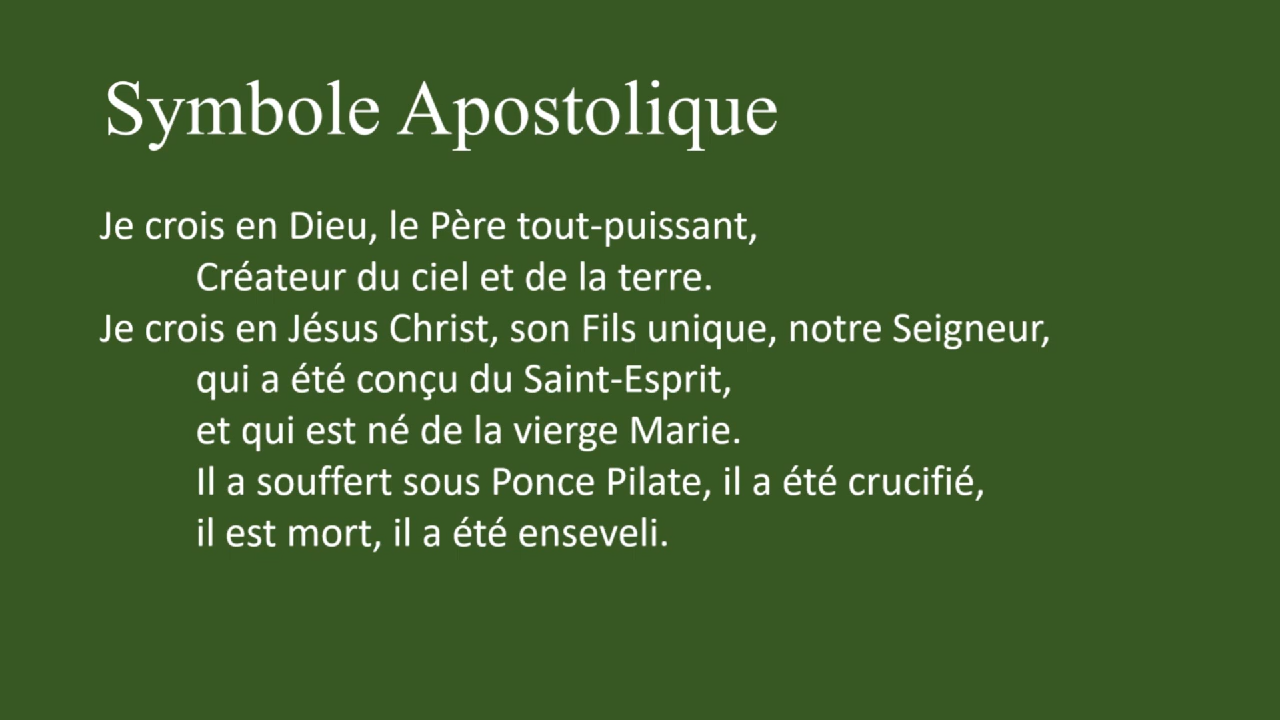 Symbole Apostolique
Je crois en Dieu, le Père tout-puissant,
Créateur du ciel et de la terre.
Je crois en Jésus Christ, son Fils unique, notre Seigneur,
qui a été conçu du Saint-Esprit,
et qui est né de la vierge Marie.
Il a souffert sous Ponce Pilate, il a été crucifié,
il est mort, il a été enseveli.